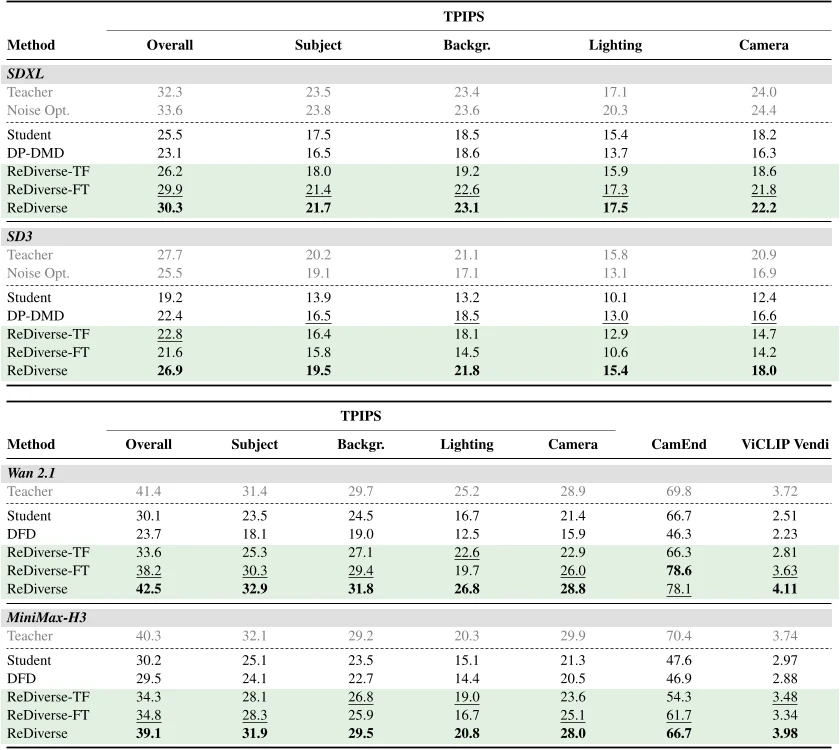 TPIPS
Method Overall Subject Backgr. Lighting Camera
SDXL
Teacher 32.3 23.5 23.4 17.1 24.0
Noise Opt. 33.6 23.8 23.6 20.3 24.4
Student 25.5 17.5 18.5 15.4 18.2
DP-DMD 23.1 16.5 18.6 13.7 16.3
ReDiverse-TF 26.2 18.0 19.2 15.9 18.6
ReDiverse-FT 29.9 21.4 22.6 17.3 21.8
ReDiverse 30.3 21.7 23.1 17.5 22.2
SD3
Teacher 27.7 20.2 21.1 15.8 20.9
Noise Opt. 25.5 19.1 17.1 13.1 16.9
Student 19.2 13.9 13.2 10.1 12.4
DP-DMD 22.4 16.5 18.5 13.0 16.6
ReDiverse-TF 22.8 16.4 18.1 12.9 14.7
ReDiverse-FT 21.6 15.8 14.5 10.6 14.2
ReDiverse 26.9 19.5 21.8 15.4 18.0
TPIPS
Method Overall Subject Backgr. Lighting Camera CamEnd ViCLIP Vendi
Wan 2.1
Teacher 41.4 31.4 29.7 25.2 28.9 69.8 3.72
Student 30.1 23.5 24.5 16.7 21.4 66.7 2.51
DFD 23.7 18.1 19.0 12.5 15.9 46.3 2.23
ReDiverse-TF 33.6 25.3 27.1 22.6 22.9 66.3 2.81
ReDiverse-FT 38.2 30.3 29.4 19.7 26.0 78.6 3.63
ReDiverse 42.5 32.9 31.8 26.8 28.8 78.1 4.11
MiniMax-H3
Teacher 40.3 32.1 29.2 20.3 29.9 70.4 3.74
Student 30.2 25.1 23.5 15.1 21.3 47.6 2.97
DFD 29.5 24.1 22.7 14.4 20.5 46.9 2.88
ReDiverse-TF 34.3 28.1 26.8 19.0 23.6 54.3 3.48
ReDiverse-FT 34.8 28.3 25.9 16.7 25.1 61.7 3.34
ReDiverse 39.1 31.9 29.5 20.8 28.0 66.7 3.98